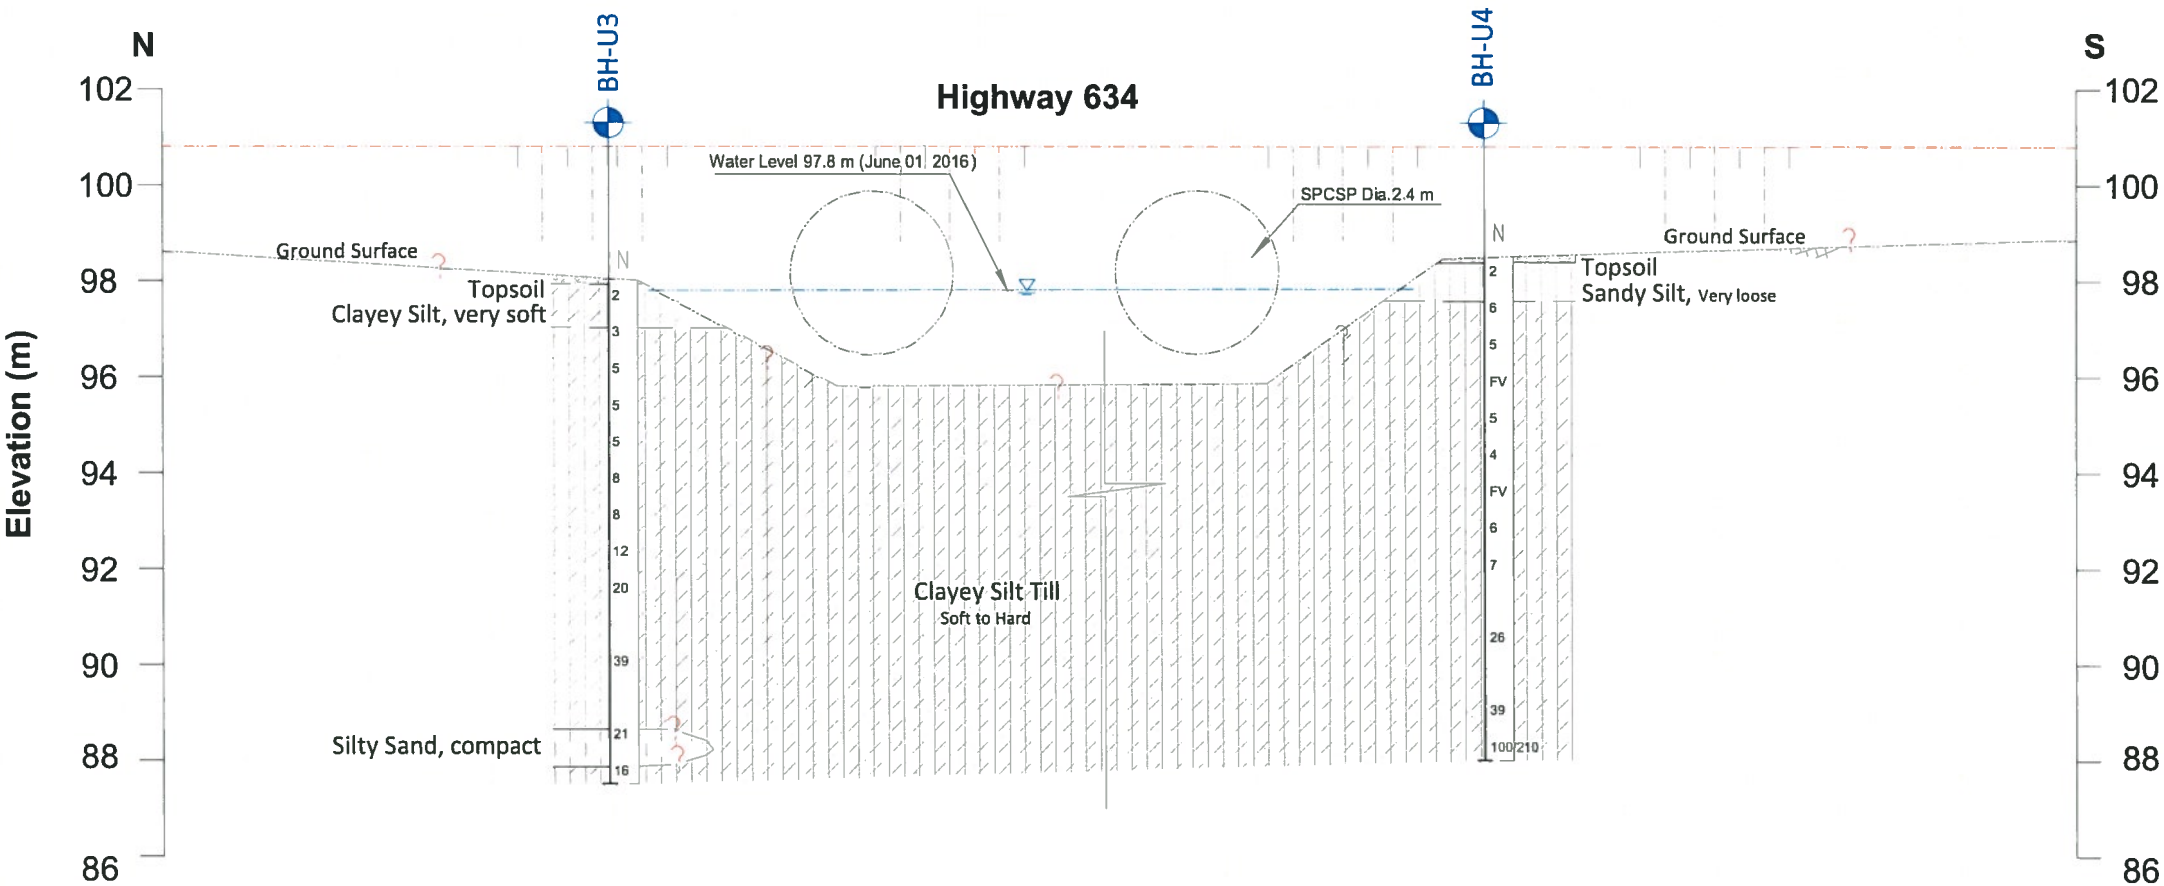 N
BH-U3
BH-U4
S
Highway 634
102
100
98
96
94
92
90
88
86
Elevation (m)
102
100
98
96
94
92
90
88
86
Water Level 97.8 m (June 01, 2016)
SPCSP Dia.2.4 m
Ground Surface
?
Ground Surface
?
N
N
Topsoil
Clayey Silt, very soft
Topsoil
Sandy Silt, Very loose
2
3
5
5
5
8
8
12
20
39
21
16
2
6
5
FV
5
4
FV
6
7
26
39
100/210
?
?
?
Clayey Silt Till
Soft to Hard
Silty Sand, compact
?
?